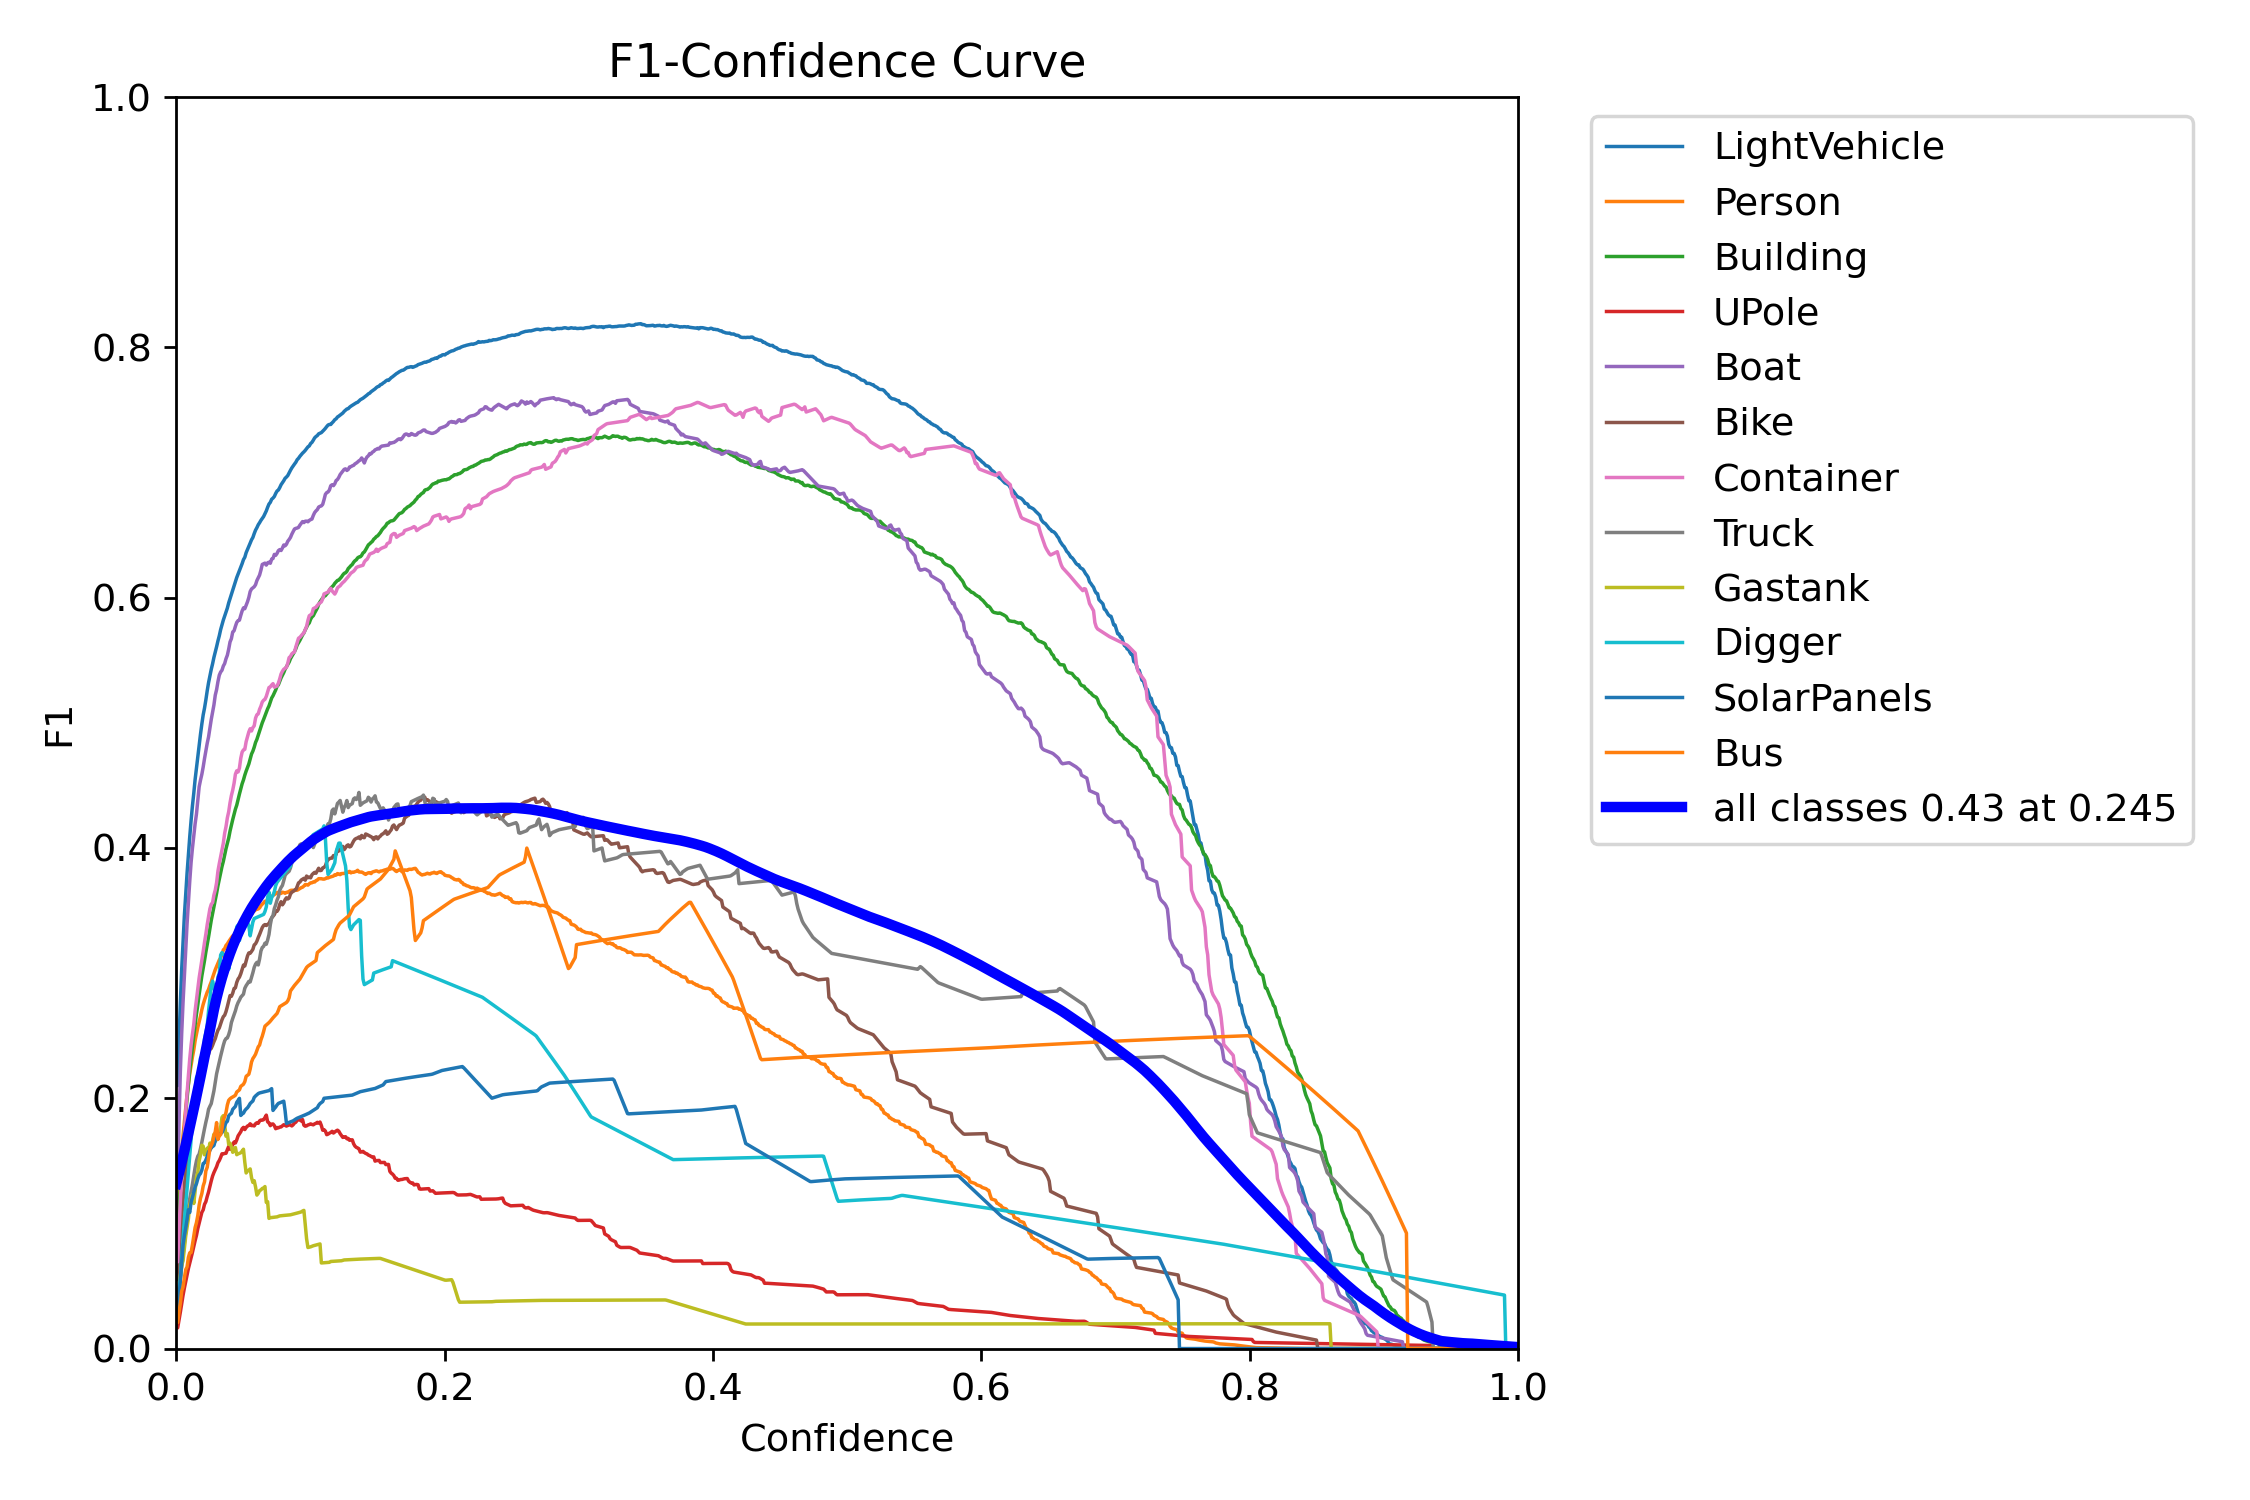 F1-Confidence Curve
1.0
0.8
0.6
0.4
0.2
0.0
F1
0.0 0.2 0.4 0.6 0.8 1.0
Confidence
LightVehicle
Person
Building
UPole
Boat
Bike
Container
Truck
Gastank
Digger
SolarPanels
Bus
all classes 0.43 at 0.245